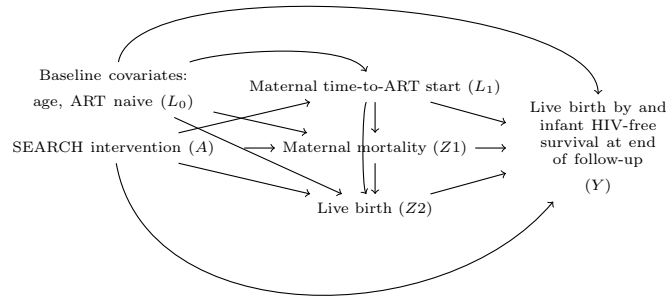 Baseline covariates:
age, ART naive (L₀)
SEARCH intervention (A)
Maternal time-to-ART start (L₁)
Maternal mortality (Z1)
Live birth (Z2)
Live birth by and
infant HIV-free
survival at end
of follow-up
(Y)